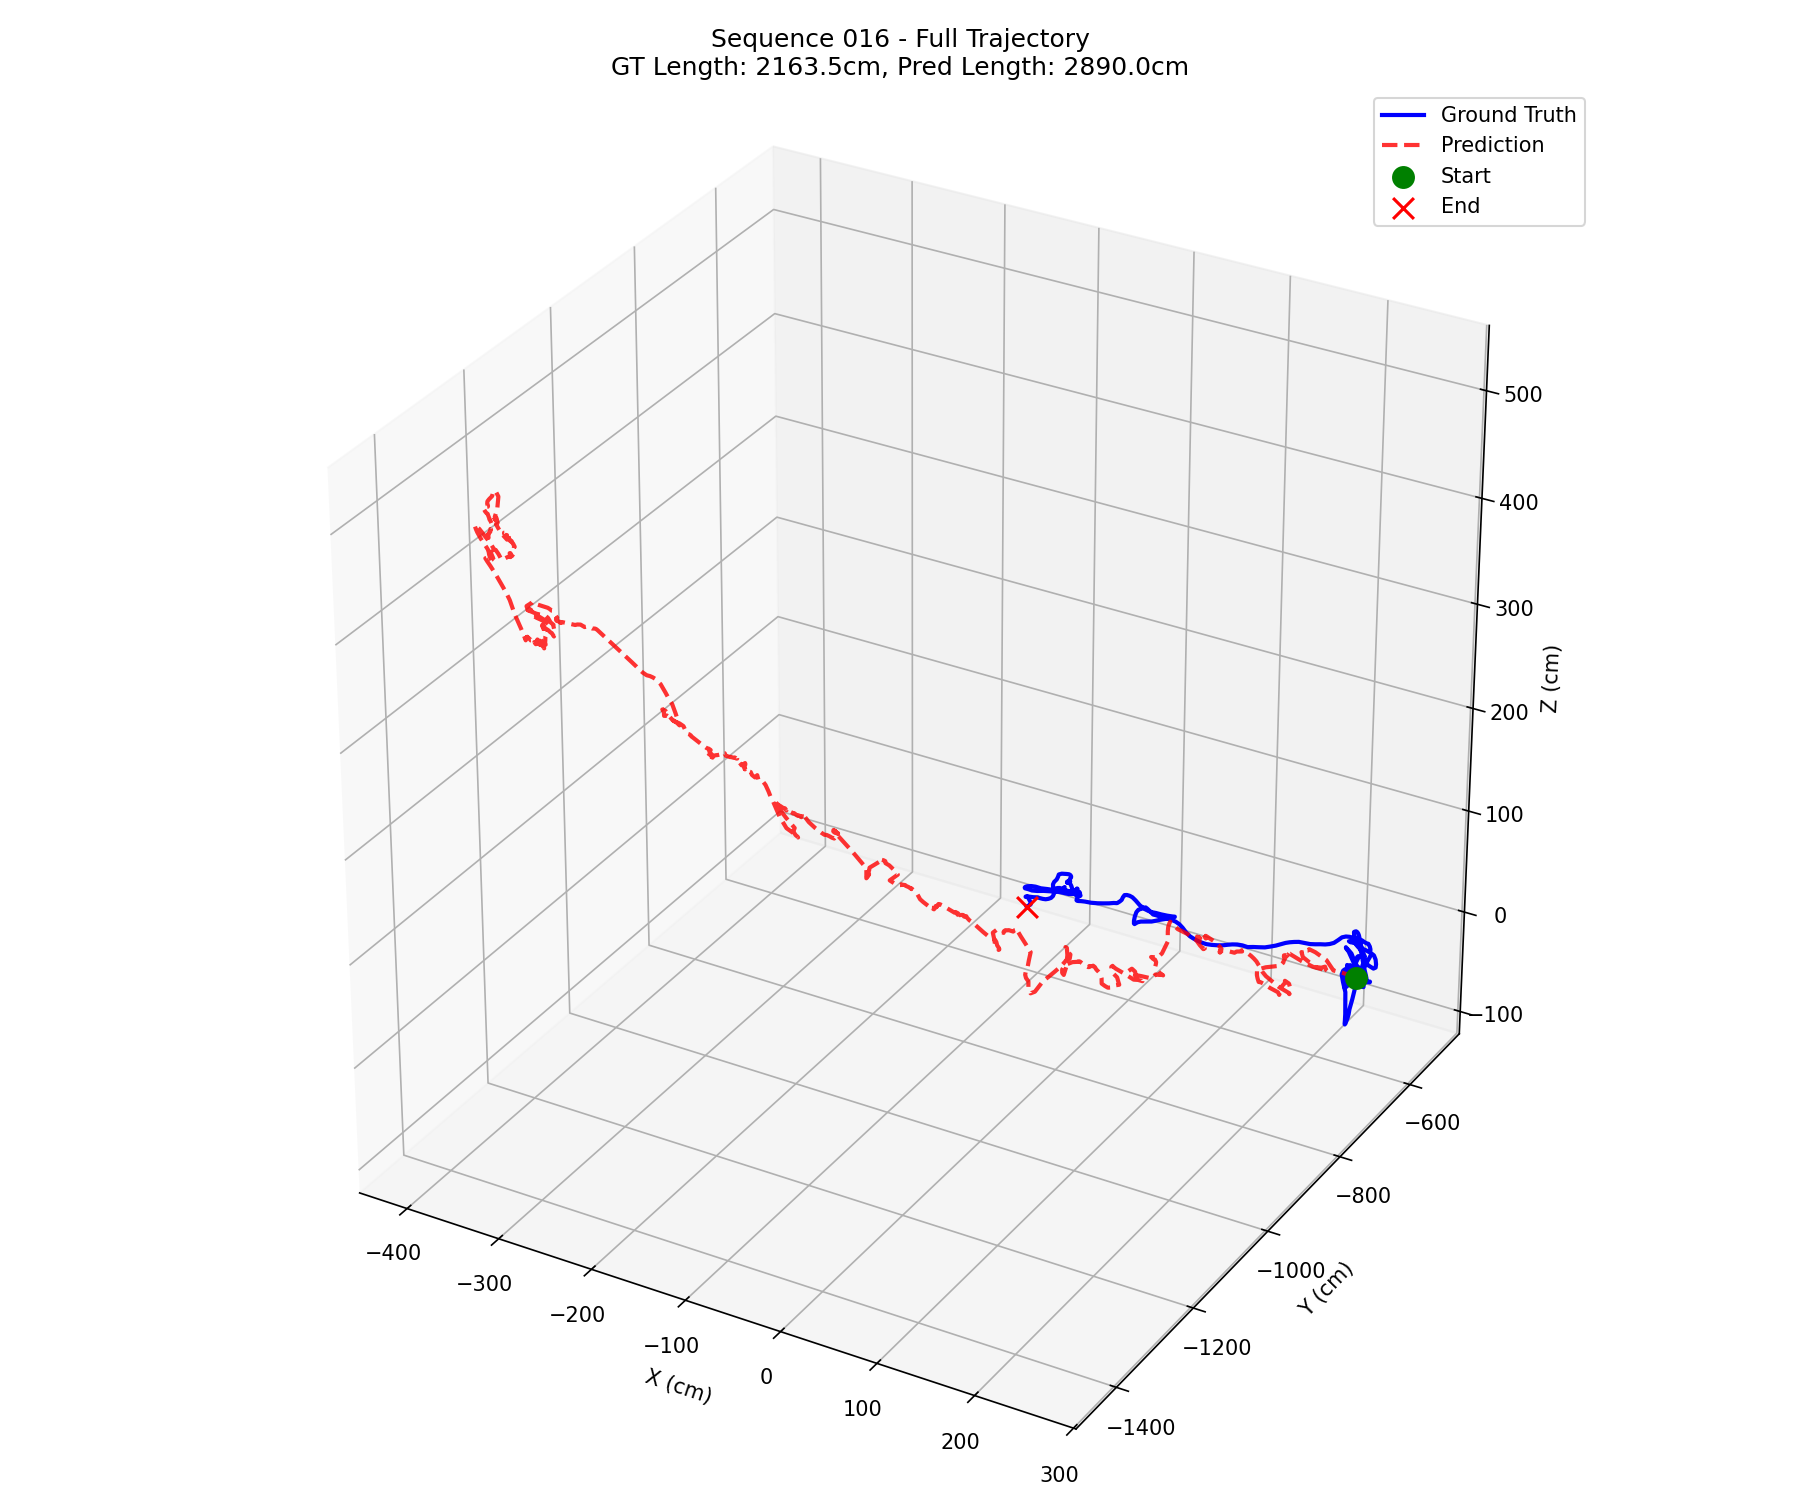 Sequence 016 - Full Trajectory
GT Length: 2163.5cm, Pred Length: 2890.0cm
Ground Truth
Prediction
Start
End
500
400
300
200
100
0
−100
Z (cm)
−600
−800
−1000
−1200
−1400
Y (cm)
−400
−300
−200
−100
0
100
200
300
X (cm)